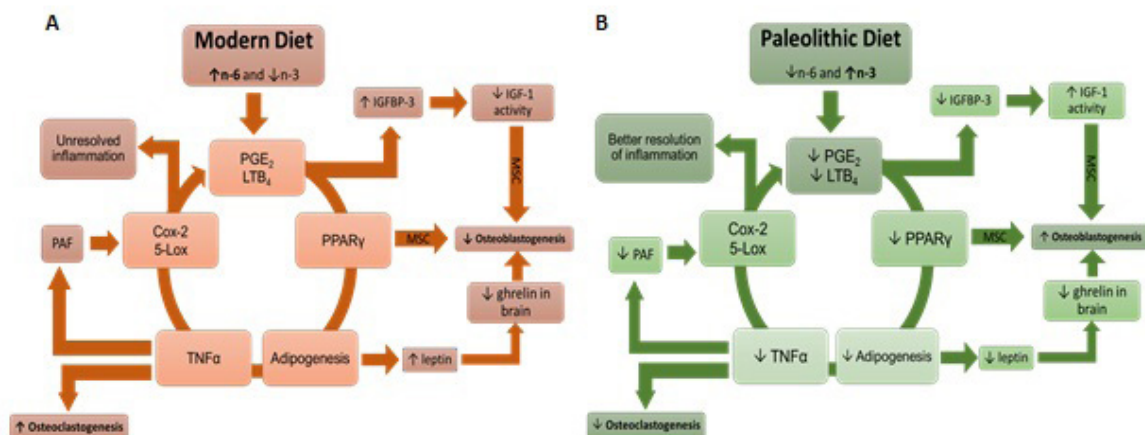 A
Modern Diet
↑n-6 and ↓n-3
↑ IGFBP-3
↓ IGF-1
activity
Unresolved
inflammation
PGE₂
LTB₄
MSC
PAF
Cox-2
5-Lox
PPARγ
MSC
↓ Osteoblastogenesis
↓ ghrelin in
brain
TNFα
Adipogenesis
↑ leptin
↑ Osteoclastogenesis
B
Paleolithic Diet
↓n-6 and ↑n-3
↓ IGFBP-3
↑ IGF-1
activity
Better resolution
of inflammation
↓ PGE₂
↓ LTB₄
MSC
↓ PAF
Cox-2
5-Lox
↓ PPARγ
MSC
↑ Osteoblastogenesis
↓ ghrelin in
brain
↓ TNFα
↓ Adipogenesis
↓ leptin
↓ Osteoclastogenesis